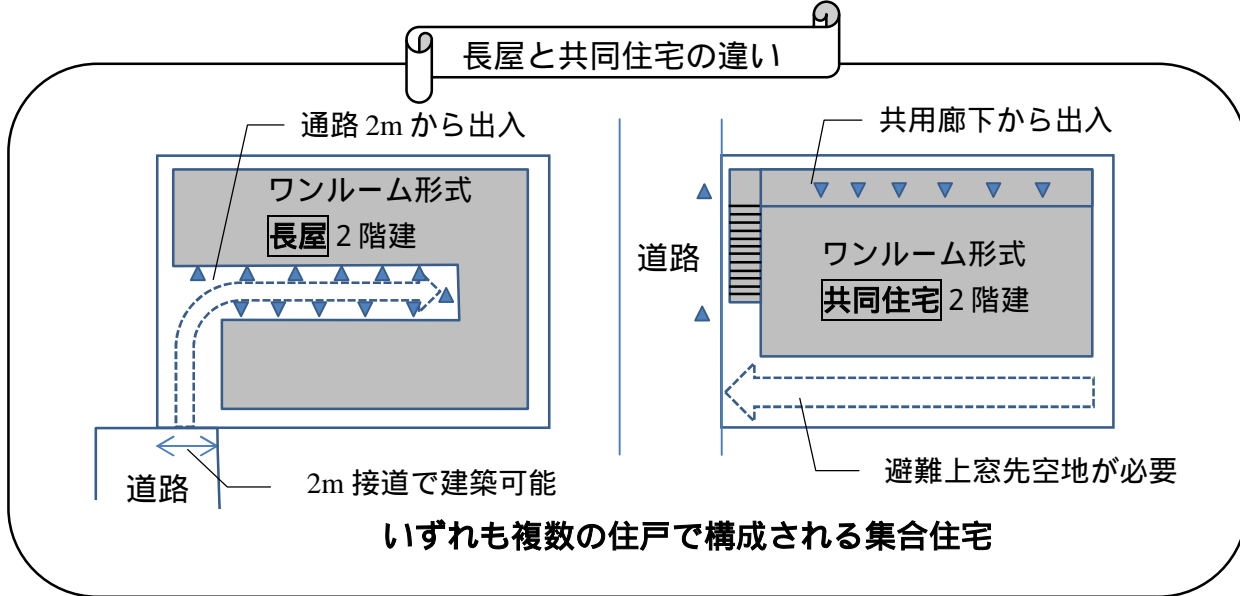 長屋と共同住宅の違い
通路 2m から出入
ワンルーム形式
長屋 2 階建
道路
2m 接道で建築可能
共用廊下から出入
道路
ワンルーム形式
共同住宅 2 階建
避難上窓先空地が必要
いずれも複数の住戸で構成される集合住宅